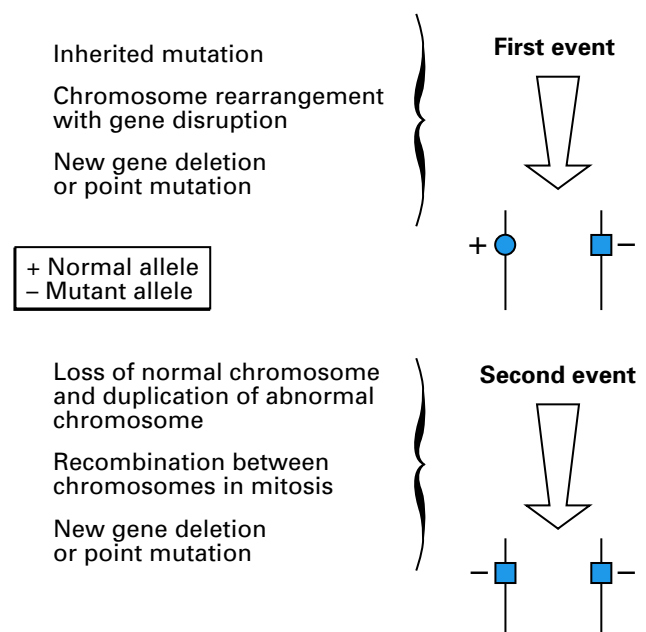 Inherited mutation
Chromosome rearrangement
with gene disruption
New gene deletion
or point mutation
First event
+
–
+ Normal allele
– Mutant allele
Loss of normal chromosome
and duplication of abnormal
chromosome
Recombination between
chromosomes in mitosis
New gene deletion
or point mutation
Second event
–
–